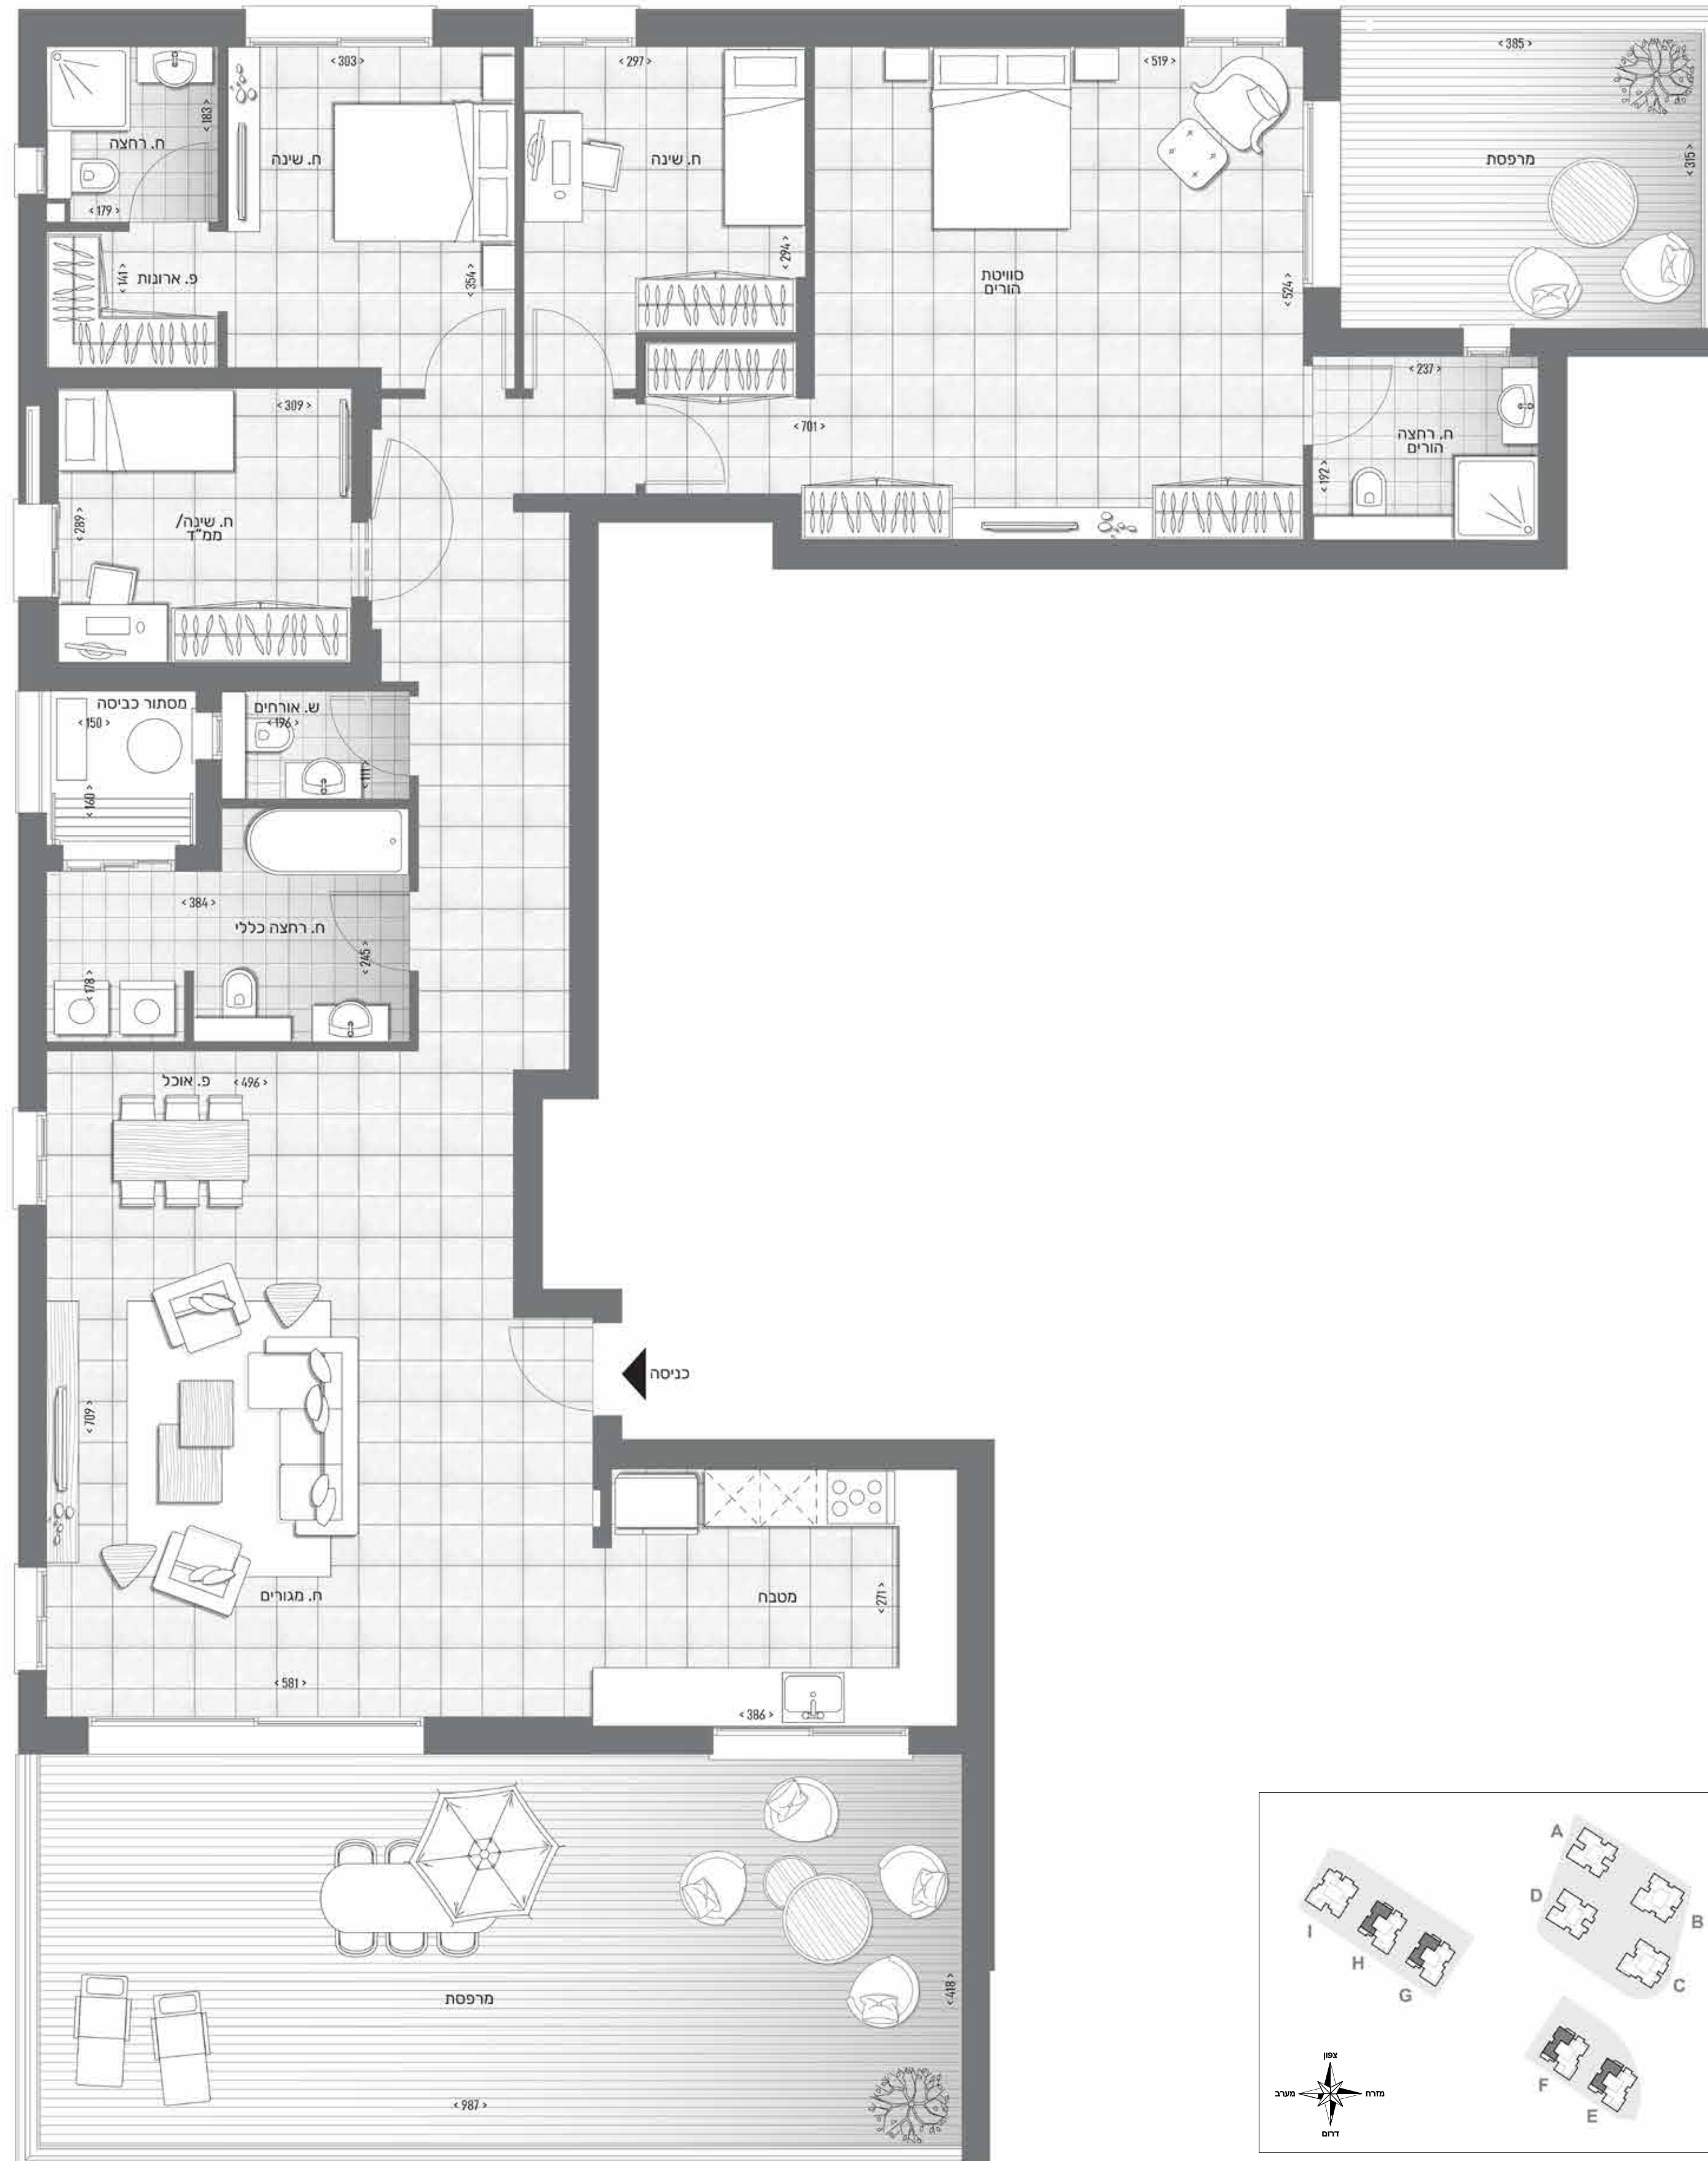 < 303 >
< 297 >
< 519 >
< 385 >
< 183 >
ח. רחצה
< 179 >
ח. שינה
ח. שינה
מרפסת
< 315 >
< 141 >
פ. ארונות
< 354 >
< 294 >
סוויטת
הורים
< 524 >
< 309 >
< 701 >
< 237 >
ח. רחצה
הורים
< 192 >
< 289 >
ח. שינה/
ממ"ד
מסתור כביסה
< 150 >
ש. אורחים
< 196 >
< 111 >
< 160 >
< 384 >
ח. רחצה כללי
< 245 >
< 178 >
פ. אוכל
< 496 >
כניסה
< 709 >
ח. מגורים
מטבח
< 271 >
< 581 >
< 386 >
מרפסת
< 418 >
< 987 >
A
D
B
I
H
G
C
F
E
צפון
מערב
מזרח
דרום